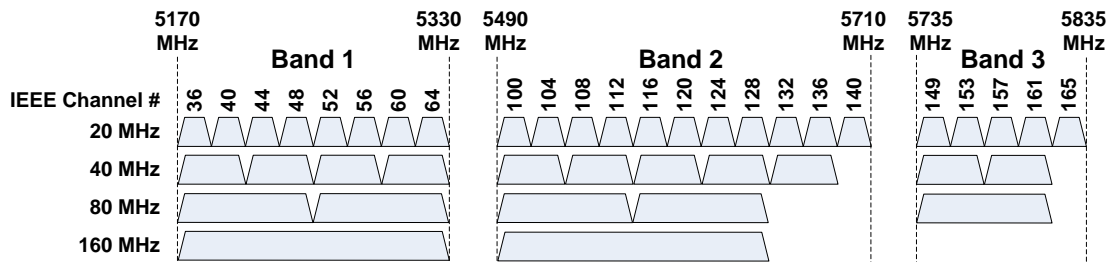 5170 MHz 5330 MHz 5490 MHz 5710 MHz 5735 MHz 5835 MHz
Band 1 Band 2 Band 3
IEEE Channel # 36 40 44 48 52 56 60 64 100 104 108 112 116 120 124 128 132 136 140 149 153 157 161 165
20 MHz
40 MHz
80 MHz
160 MHz